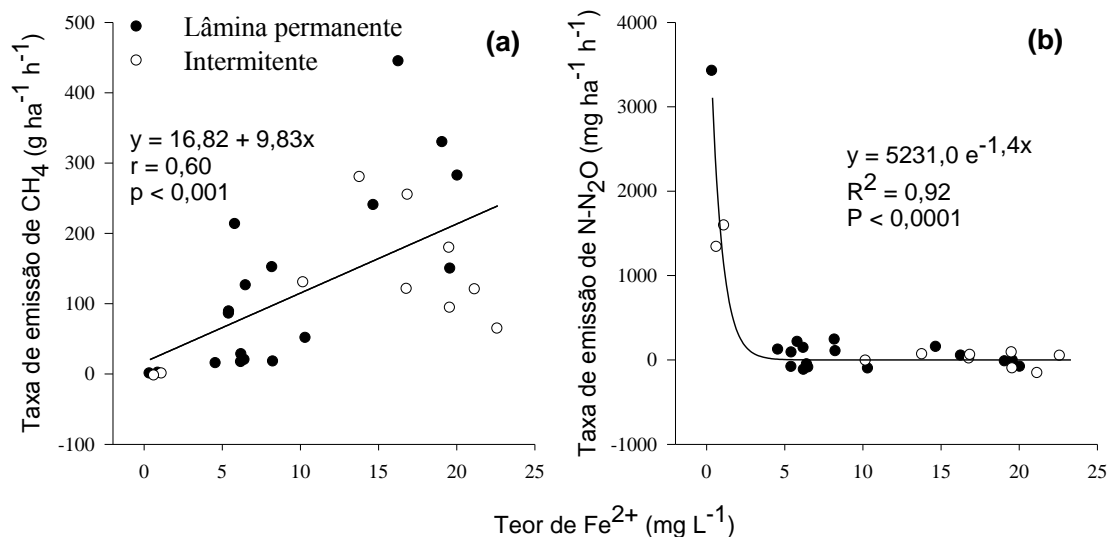 Taxa de emissão de CH₄ (g ha⁻¹ h⁻¹)
500
400
300
200
100
0
-100
Lâmina permanente
Intermitente
(a)
y = 16,82 + 9,83x
r = 0,60
p < 0,001
0 5 10 15 20 25
Taxa de emissão de N-N₂O (mg ha⁻¹ h⁻¹)
4000
3000
2000
1000
0
-1000
(b)
y = 5231,0 e⁻¹,⁴ˣ
R² = 0,92
P < 0,0001
0 5 10 15 20 25
Teor de Fe²⁺ (mg L⁻¹)